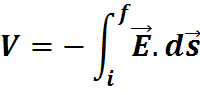 V = − ∫ᵢᶠ E⃗. ds⃗